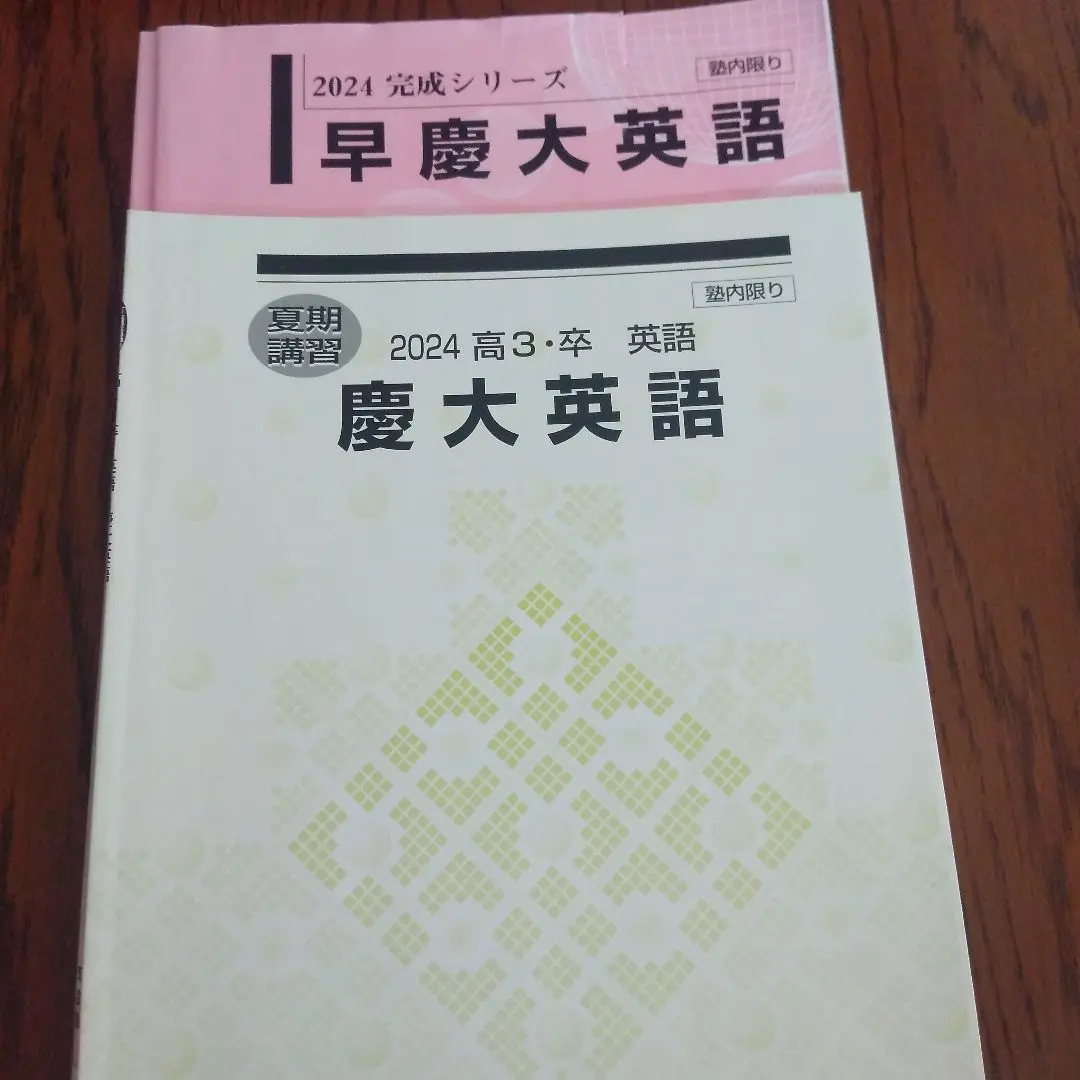 2024 完成シリーズ
塾内限り
早慶大英語
塾内限り
夏期
講習
2024 高3・卒 英語
慶大英語